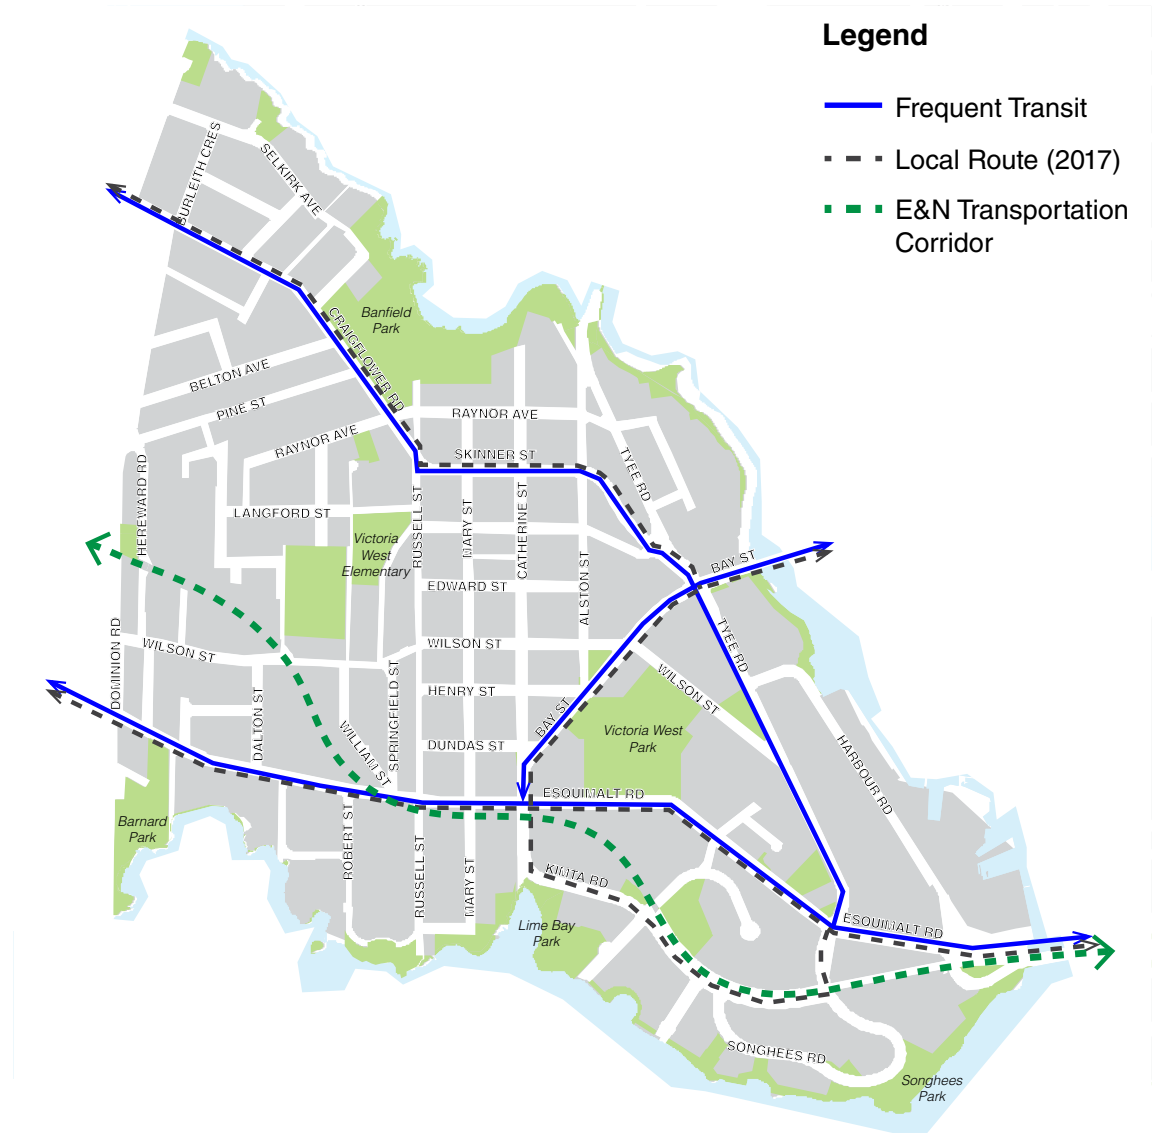 Legend
Frequent Transit
Local Route (2017)
E&N Transportation
Corridor
BURLEITH CRES
SELKIRK AVE
Banfield
Park
CRAIGFLOWER RD
BELTON AVE
PINE ST
RAYNOR AVE
RAYNOR AVE
SKINNER ST
TYEE RD
HEREWARD RD
LANGFORD ST
RUSSELL ST
MARY ST
CATHERINE ST
ALSTON ST
Victoria
West
Elementary
EDWARD ST
BAY ST
DOMINION RD
WILSON ST
WILSON ST
TYEE RD
WILSON ST
HENRY ST
DALTON ST
SPRINGFIELD ST
WILLIAM ST
BAY ST
DUNDAS ST
Victoria West
Park
HARBOUR RD
ESQUIMALT RD
Barnard
Park
ROBERT ST
RUSSELL ST
MARY ST
KIMTA RD
Lime Bay
Park
ESQUIMALT RD
SONGHEES RD
Songhees
Park